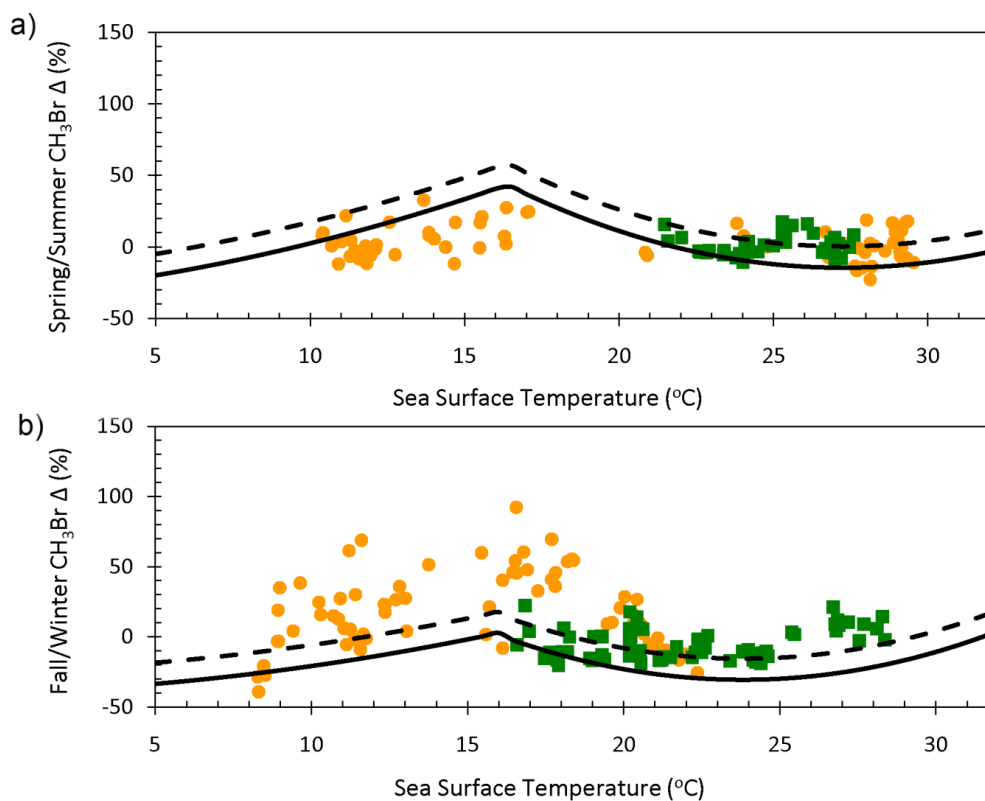 a)
Spring/Summer CH₃Br Δ (%)
150
100
50
0
-50
5 10 15 20 25 30
Sea Surface Temperature (ºC)
b)
Fall/Winter CH₃Br Δ (%)
150
100
50
0
-50
5 10 15 20 25 30
Sea Surface Temperature (ºC)